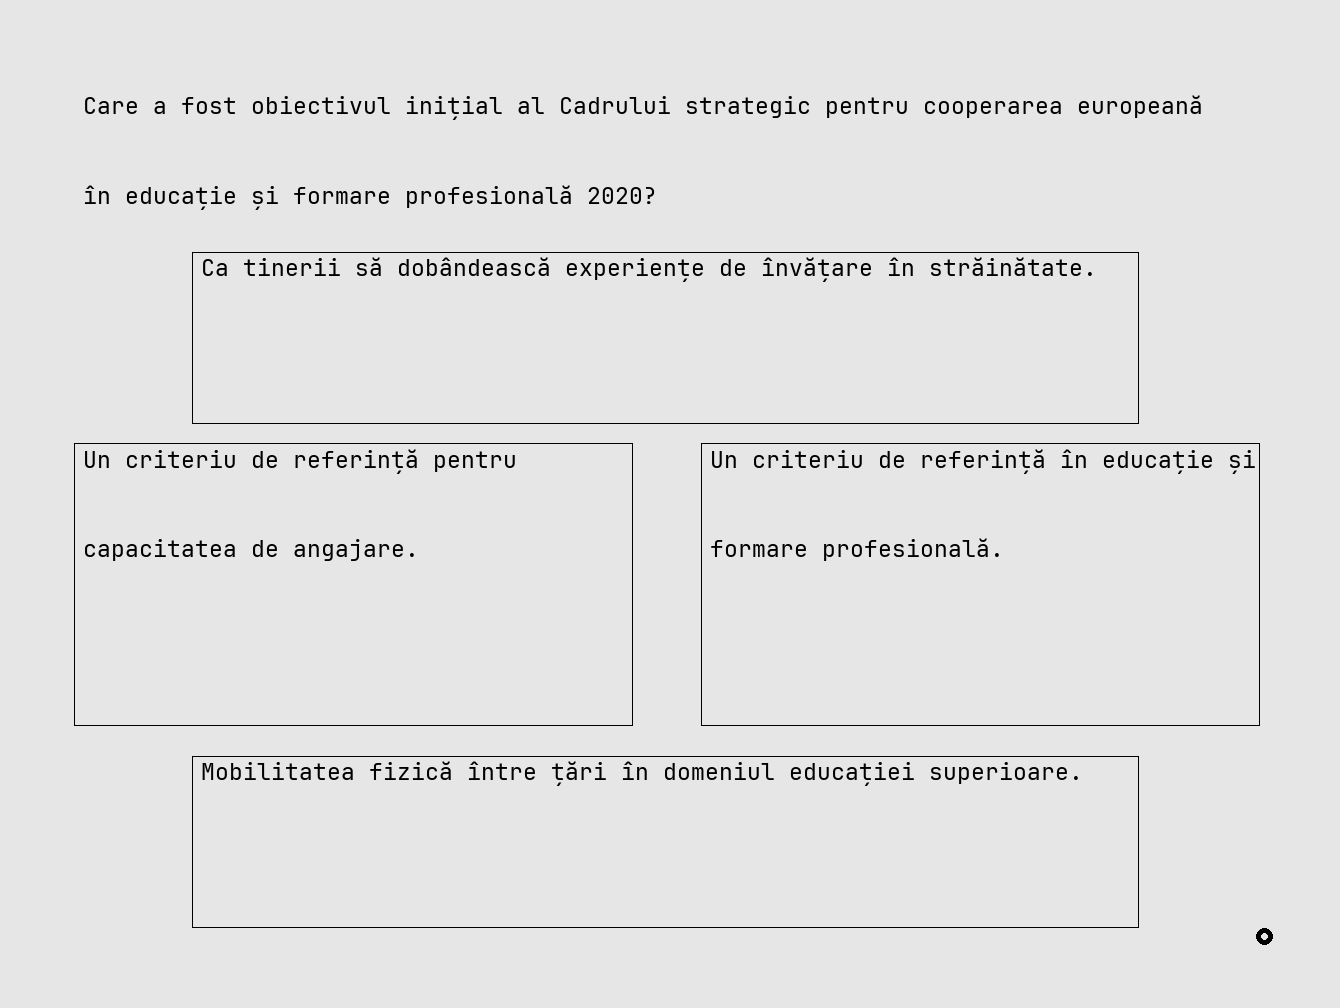 Care a fost obiectivul inițial al Cadrului strategic pentru cooperarea europeană
în educație și formare profesională 2020?
Ca tinerii să dobândească experiențe de învățare în străinătate.
Un criteriu de referință pentru
capacitatea de angajare.
Un criteriu de referință în educație și
formare profesională.
Mobilitatea fizică între țări în domeniul educației superioare.